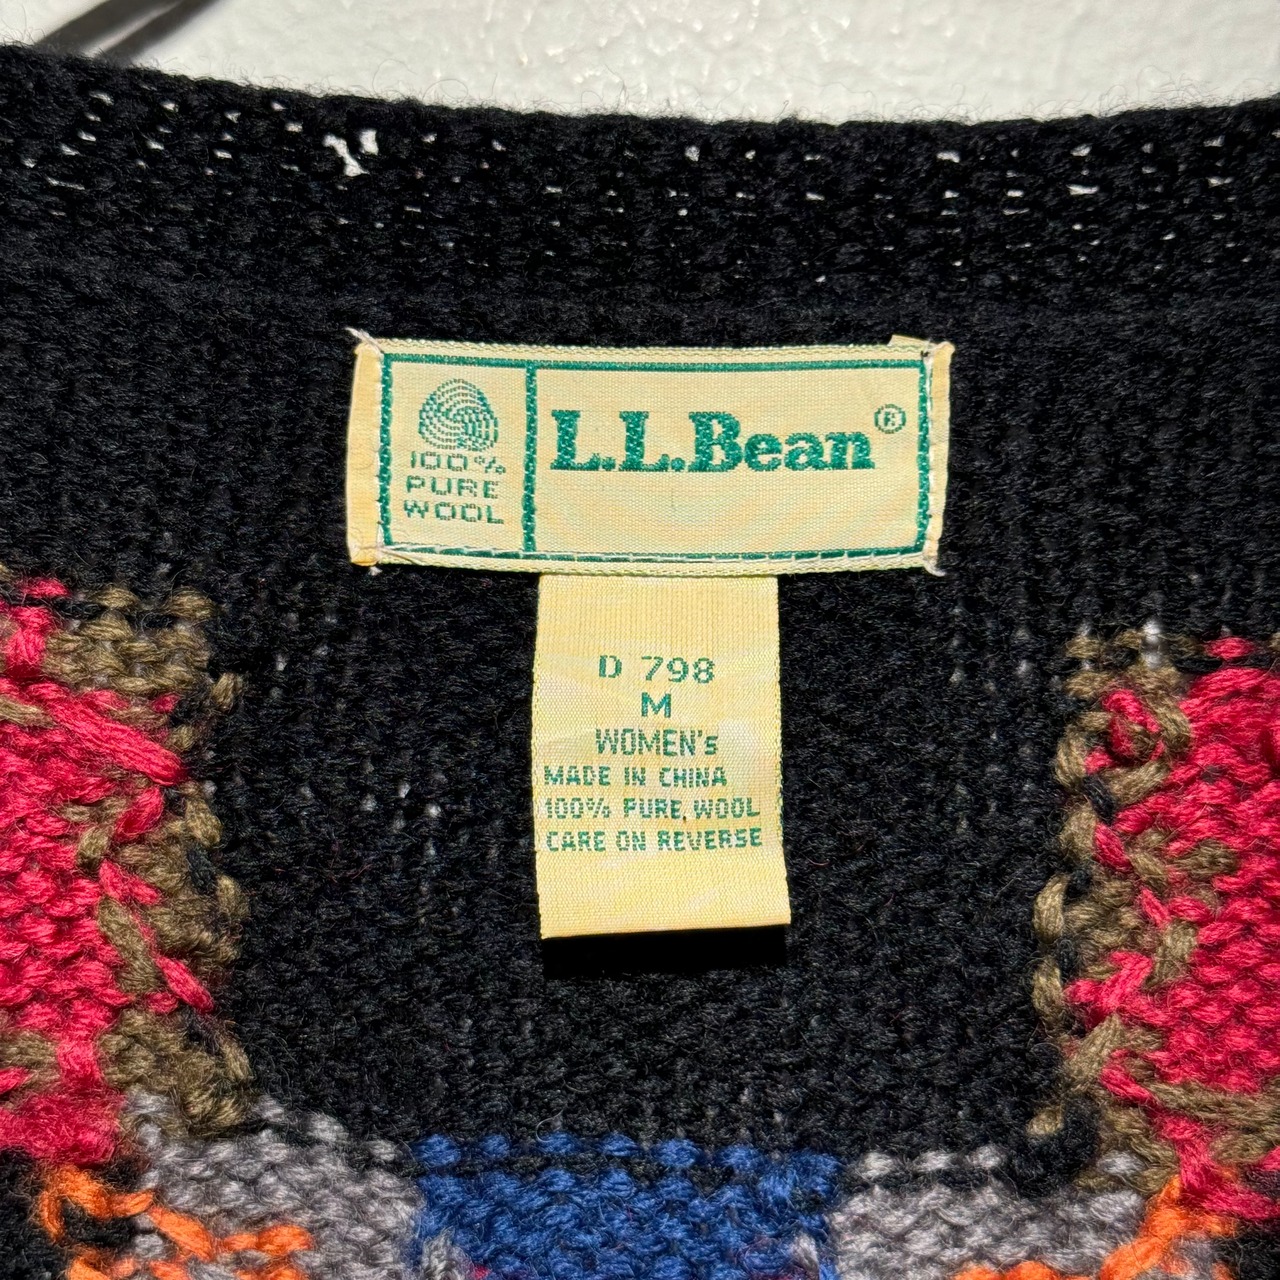 100%
PURE
WOOL
L.L.Bean®
D 798
M
WOMEN's
MADE IN CHINA
100% PURE WOOL
CARE ON REVERSE